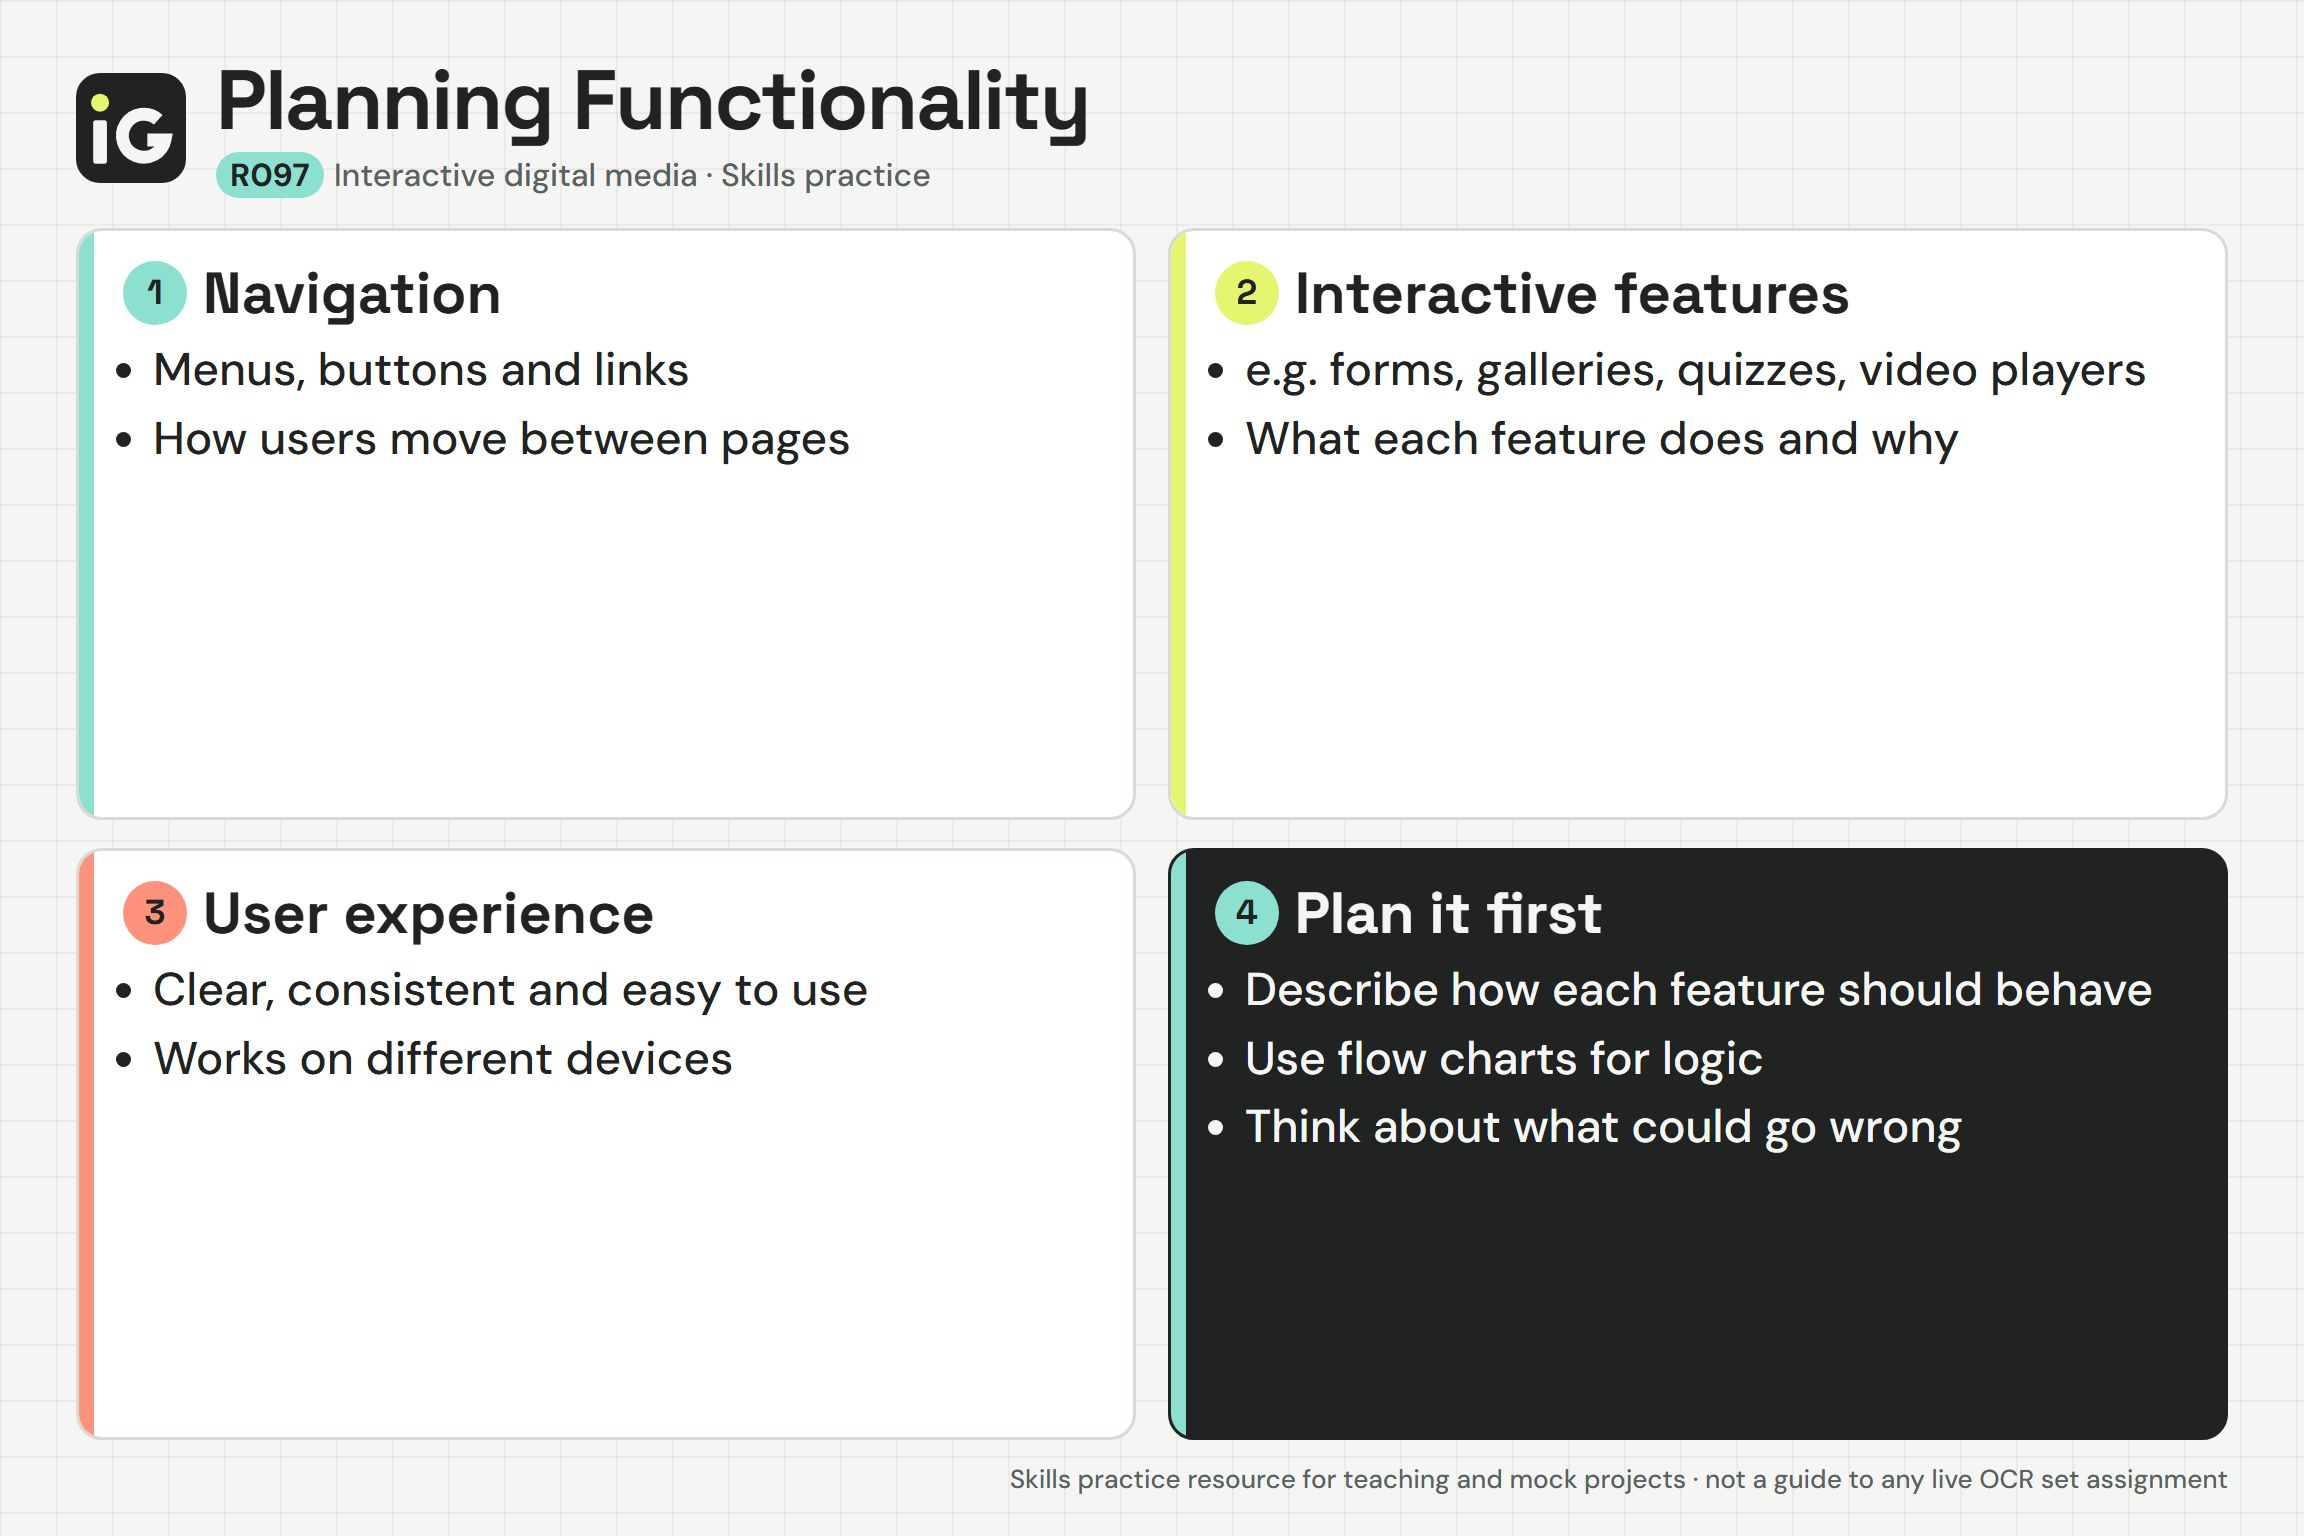 iG
Planning Functionality
R097 Interactive digital media · Skills practice
1 Navigation
• Menus, buttons and links
• How users move between pages
2 Interactive features
• e.g. forms, galleries, quizzes, video players
• What each feature does and why
3 User experience
• Clear, consistent and easy to use
• Works on different devices
4 Plan it first
• Describe how each feature should behave
• Use flow charts for logic
• Think about what could go wrong
Skills practice resource for teaching and mock projects · not a guide to any live OCR set assignment